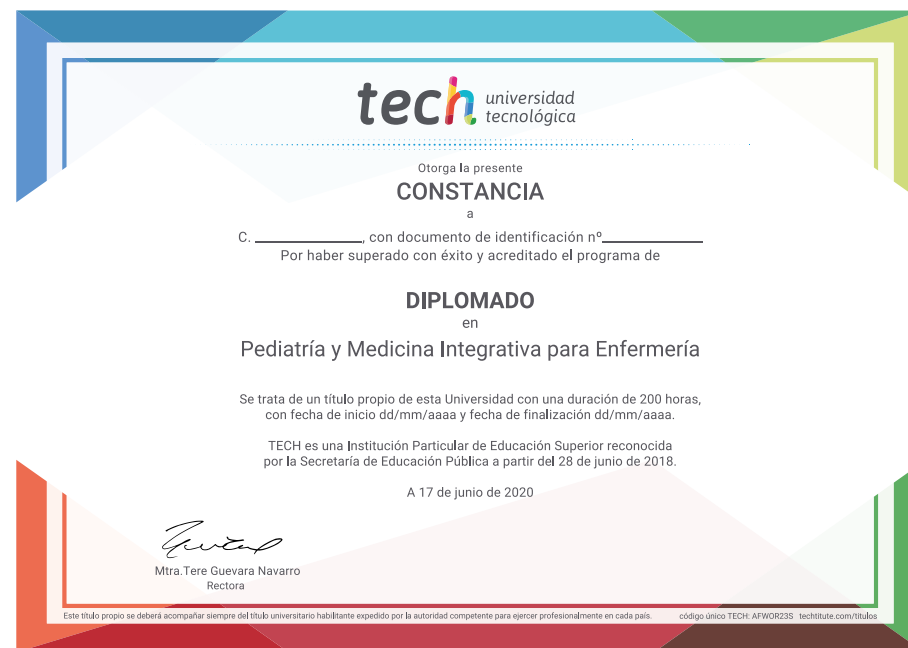 tech universidad
tecnológica
Otorga la presente
CONSTANCIA
a
C. ____________, con documento de identificación nº____________
Por haber superado con éxito y acreditado el programa de
DIPLOMADO
en
Pediatría y Medicina Integrativa para Enfermería
Se trata de un título propio de esta Universidad con una duración de 200 horas,
con fecha de inicio dd/mm/aaaa y fecha de finalización dd/mm/aaaa.
TECH es una Institución Particular de Educación Superior reconocida
por la Secretaría de Educación Pública a partir del 28 de junio de 2018.
A 17 de junio de 2020
Mtra.Tere Guevara Navarro
Rectora
Este título propio se deberá acompañar siempre del título universitario habilitante expedido por la autoridad competente para ejercer profesionalmente en cada país. código único TECH: AFWOR23S techtitute.com/titulos